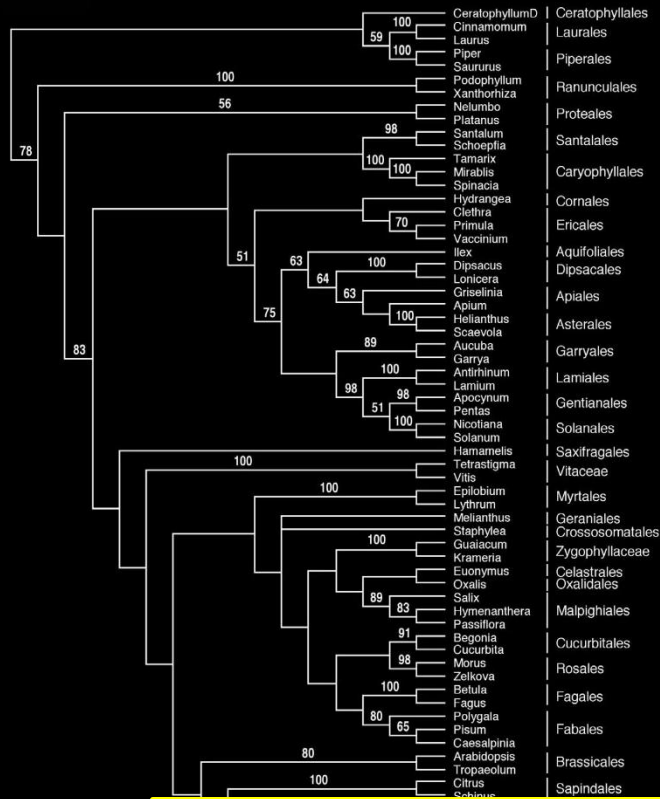 CeratophyllumD Ceratophyllales
100 Cinnamomum Laurales
59 Laurus
100 Piper Piperales
Saururus
100 Podophyllum Ranunculales
Xanthorhiza
56 Nelumbo Proteales
Platanus
98 Santalum Santalales
78 Schoepfia
100 Tamarix Caryophyllales
100 Mirablis
Spinacia
Hydrangea Cornales
Clethra Ericales
70 Primula
Vaccinium
51 Ilex Aquifoliales
63 100 Dipsacus Dipsacales
64 Lonicera
63 Griselinia Apiales
Apium
75 100 Helianthus Asterales
Scaevola
89 Aucuba Garryales
83 Garrya
100 Antirhinum Lamiales
98 Lamium
98 Apocynum Gentianales
51 Pentas
100 Nicotiana Solanales
Solanum
Hamamelis Saxifragales
100 Tetrastigma Vitaceae
Vitis
100 Epilobium Myrtales
Lythrum
Melianthus Geraniales
Staphylea Crossosomatales
100 Guaiacum Zygophyllaceae
Krameria
Euonymus Celastrales
Oxalis Oxalidales
89 Salix Malpighiales
83 Hymenanthera
Passiflora
91 Begonia Cucurbitales
Cucurbita
98 Morus Rosales
Zelkova
100 Betula Fagales
Fagus
80 Polygala Fabales
65 Pisum
Caesalpinia
80 Arabidopsis Brassicales
Tropaeolum
100 Citrus Sapindales